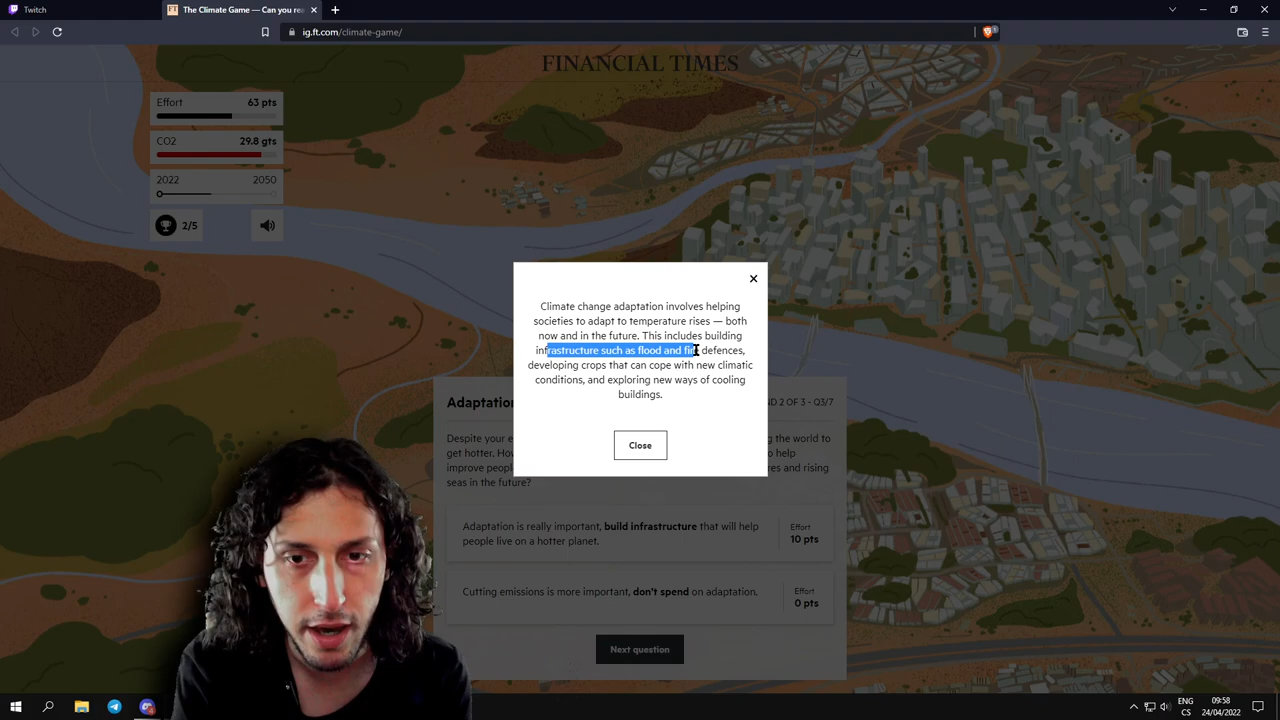 Twitch
The Climate Game — Can you re
ig.ft.com/climate-game/
FINANCIAL TIMES
Effort 63 pts
CO2 29.8 gts
2022 2050
2/5
Climate change adaptation involves helping
societies to adapt to temperature rises — both
now and in the future. This includes building
infrastructure such as flood and fire defences,
developing crops that can cope with new climatic
conditions, and exploring new ways of cooling
buildings.
Close
Adaptation
2 OF 3 - Q3/7
Despite your
the world to
get hotter.
help
improve
and rising
seas in the future?
Adaptation is really important, build infrastructure that will help
people live on a hotter planet.
Effort
10 pts
Cutting emissions is more important, don't spend on adaptation.
Effort
0 pts
Next question
ENG
CS
09:58
24/04/2022